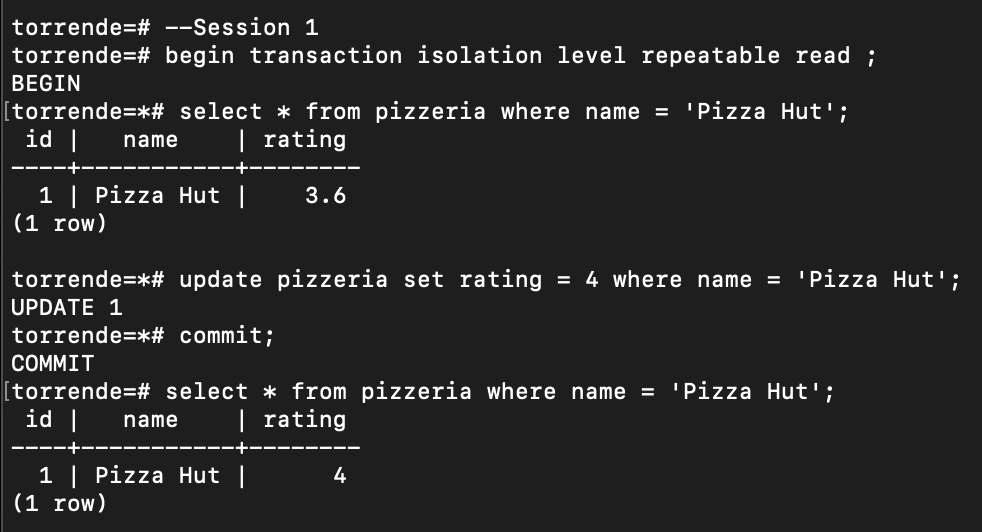 torrende=# --Session 1
torrende=# begin transaction isolation level repeatable read ;
BEGIN
[torrende=*# select * from pizzeria where name = 'Pizza Hut';
 id |   name    | rating
----+-----------+--------
  1 | Pizza Hut |    3.6
(1 row)

torrende=*# update pizzeria set rating = 4 where name = 'Pizza Hut';
UPDATE 1
torrende=*# commit;
COMMIT
[torrende=# select * from pizzeria where name = 'Pizza Hut';
 id |   name    | rating
----+-----------+--------
  1 | Pizza Hut |      4
(1 row)